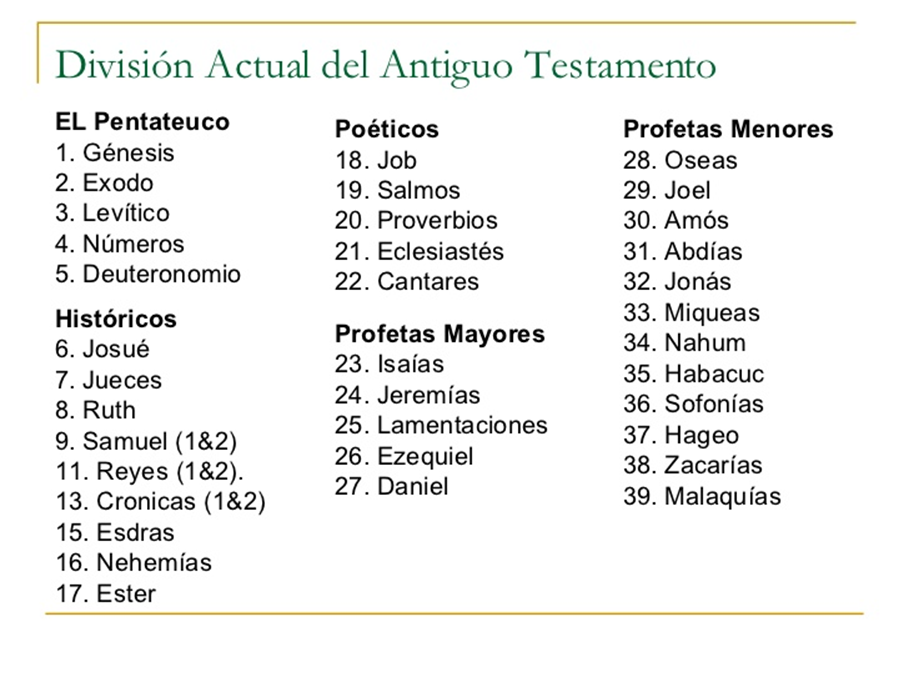 División Actual del Antiguo Testamento
EL Pentateuco
1. Génesis
2. Exodo
3. Levítico
4. Números
5. Deuteronomio
Históricos
6. Josué
7. Jueces
8. Ruth
9. Samuel (1&2)
11. Reyes (1&2).
13. Cronicas (1&2)
15. Esdras
16. Nehemías
17. Ester
Poéticos
18. Job
19. Salmos
20. Proverbios
21. Eclesiastés
22. Cantares
Profetas Mayores
23. Isaías
24. Jeremías
25. Lamentaciones
26. Ezequiel
27. Daniel
Profetas Menores
28. Oseas
29. Joel
30. Amós
31. Abdías
32. Jonás
33. Miqueas
34. Nahum
35. Habacuc
36. Sofonías
37. Hageo
38. Zacarías
39. Malaquías